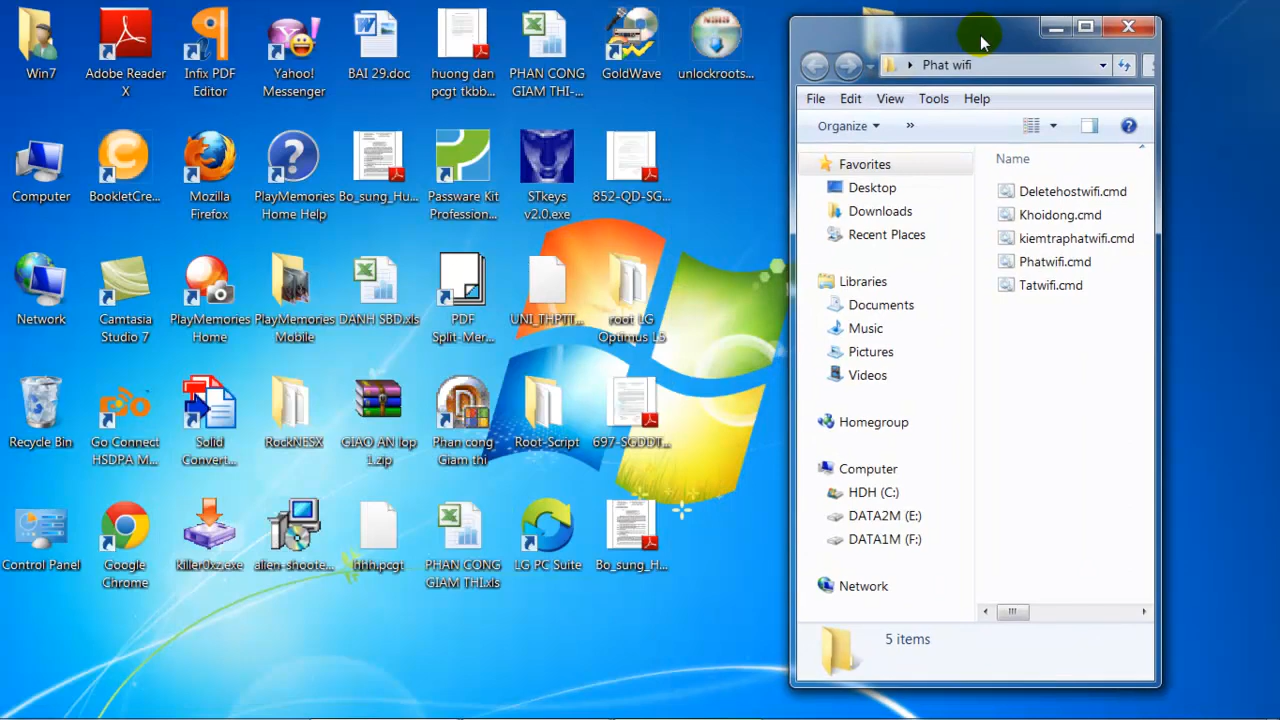 Win7
Adobe Reader
X
Infix PDF
Editor
Yahoo!
Messenger
BAI 29.doc
huong dan
pcgt tkbb...
PHAN CONG
GIAM THI-...
GoldWave
unlockroots...
Computer
BookletCre...
Mozilla
Firefox
PlayMemories
Home Help
Bo_sung_Hu...
Passware Kit
Profession...
STkeys
v2.0.exe
852-QD-SG...
Network
Camtasia
Studio 7
PlayMemories
Home
PlayMemories
Mobile
DANH SBD.xls
PDF
Split-Mer...
UNI_THPTT...
root LG
Optimus L3
Recycle Bin
Go Connect
HSDPA M...
Solid
Convert...
RockNESX
GIAO AN lop
1.zip
Phan cong
Giam thi
Root-Script
697-SGDDT...
Control Panel
Google
Chrome
killer0xz.exe
alien-shoote...
hhh.pcgt
PHAN CONG
GIAM THI.xls
LG PC Suite
Bo_sung_H...
Phat wifi
File Edit View Tools Help
Organize »
Favorites
Desktop
Downloads
Recent Places
Libraries
Documents
Music
Pictures
Videos
Homegroup
Computer
HDH (C:)
DATA2M (E:)
DATA1M (F:)
Network
Name
Deletehostwifi.cmd
Khoidong.cmd
kiemtraphatwifi.cmd
Phatwifi.cmd
Tatwifi.cmd
5 items